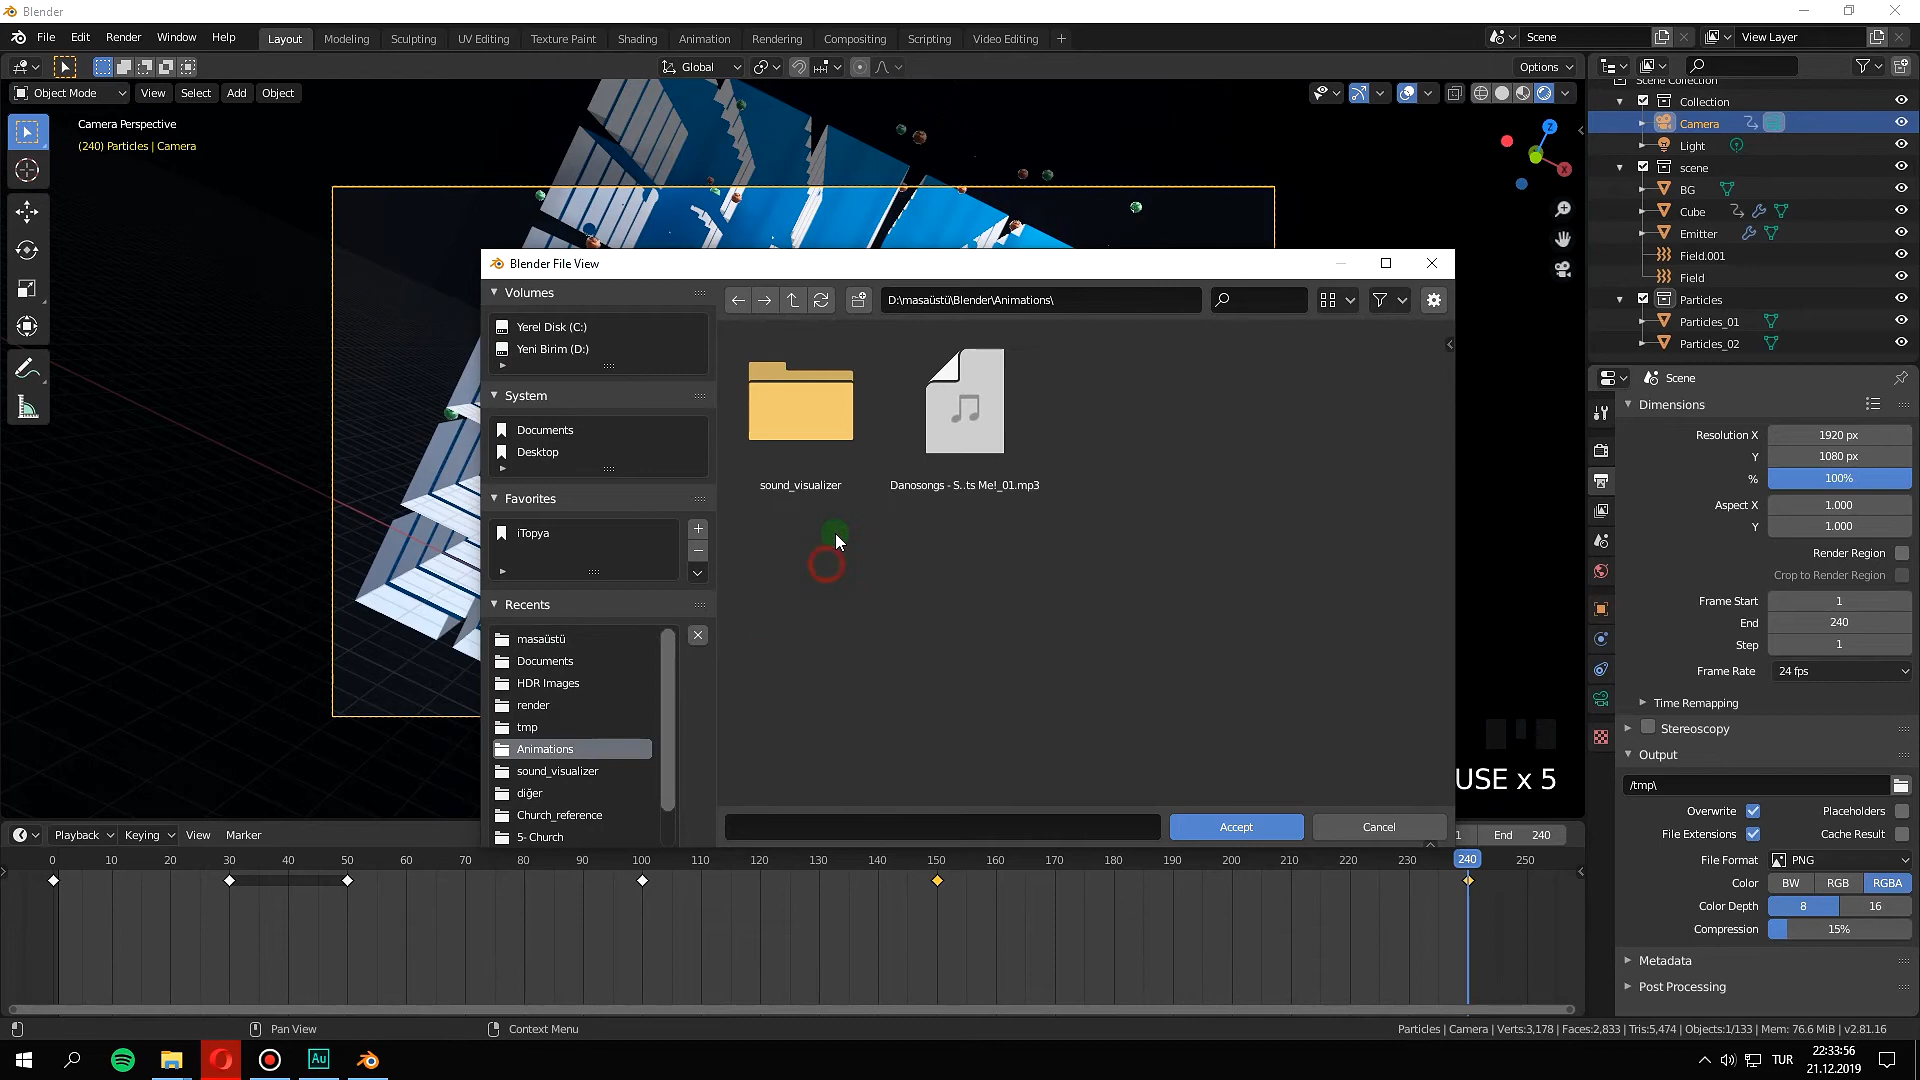 Blender
File Edit Render Window Help
Layout Modeling Sculpting UV Editing Texture Paint Shading Animation Rendering Compositing Scripting Video Editing +
Scene
View Layer
Global
Options
Object Mode View Select Add Object
Camera Perspective
(240) Particles | Camera
Z
X
Scene Collection
Collection
Camera
Light
scene
BG
Cube
Emitter
Field.001
Field
Particles
Particles_01
Particles_02
Blender File View
Volumes
Yerel Disk (C:)
Yeni Birim (D:)
System
Documents
Desktop
Favorites
iTopya
Recents
masaüstü
Documents
HDR Images
render
tmp
Animations
sound_visualizer
diğer
Church_reference
5- Church
D:\masaüstü\Blender\Animations\
sound_visualizer
Danosongs - S..ts Me!_01.mp3
Accept
Cancel
USE x 5
Scene
Dimensions
Resolution X 1920 px
Y 1080 px
% 100%
Aspect X 1.000
Y 1.000
Render Region
Crop to Render Region
Frame Start 1
End 240
Step 1
Frame Rate 24 fps
Time Remapping
Stereoscopy
Output
/tmp\
Overwrite Placeholders
File Extensions Cache Result
File Format PNG
Color BW RGB RGBA
Color Depth 8 16
Compression 15%
Metadata
Post Processing
Playback Keying View Marker
1 End 240
0 10 20 30 40 50 60 70 80 90 100 110 120 130 140 150 160 170 180 190 200 210 220 230 240 250
Pan View
Context Menu
Particles | Camera | Verts:3,178 | Faces:2,833 | Tris:5,474 | Objects:1/133 | Mem: 76.6 MiB | v2.81.16
Au
TUR
22:33:56
21.12.2019